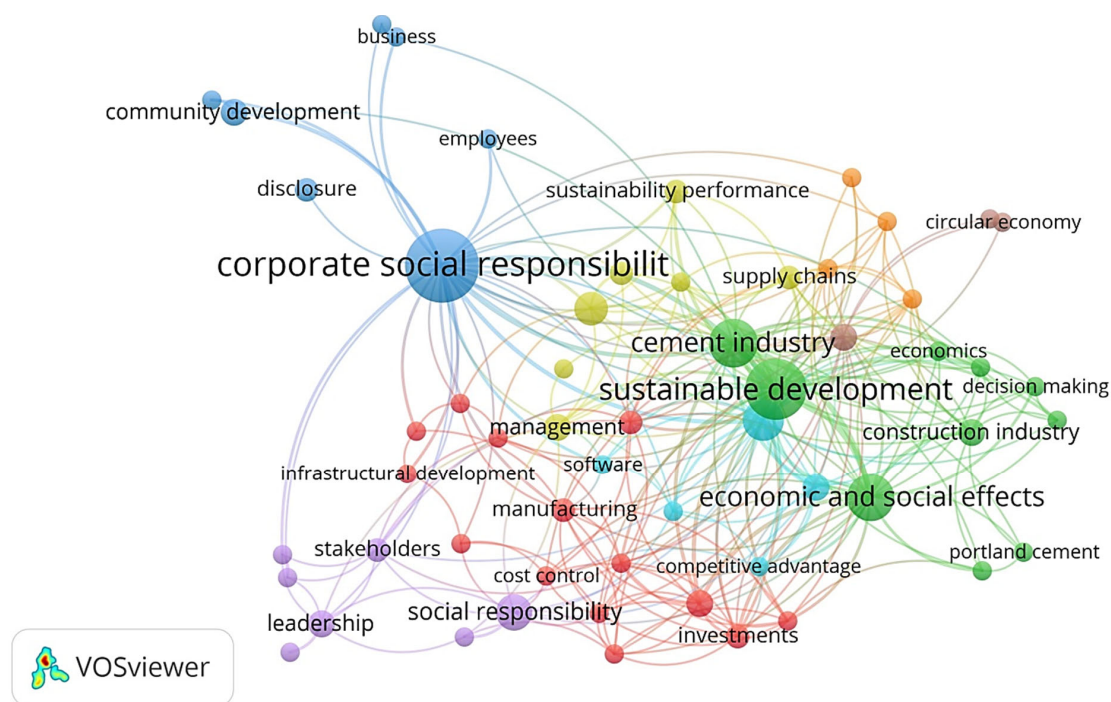 business
community development
employees
disclosure
sustainability performance
circular economy
corporate social responsibilit
supply chains
cement industry
economics
sustainable development
decision making
management
construction industry
software
infrastructural development
economic and social effects
manufacturing
stakeholders
portland cement
competitive advantage
cost control
social responsibility
leadership
investments
VOSviewer